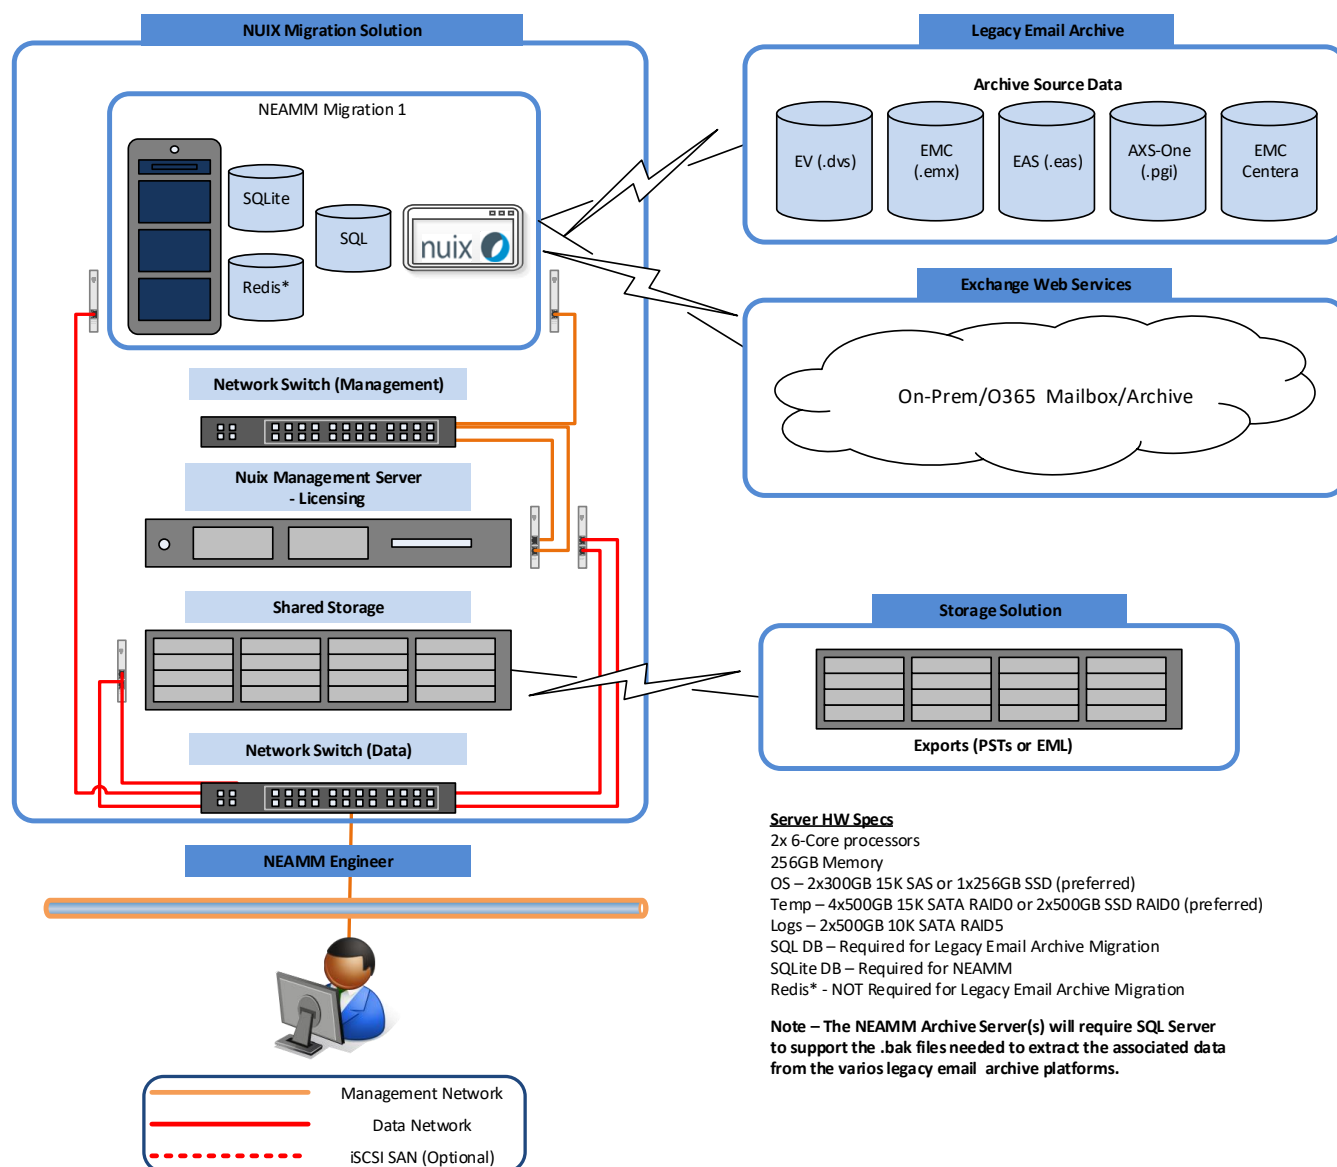 NUIX Migration Solution
NEAMM Migration 1
SQLite
SQL
Redis*
nuix
Network Switch (Management)
Nuix Management Server
- Licensing
Shared Storage
Network Switch (Data)
NEAMM Engineer
Management Network
Data Network
iSCSI SAN (Optional)
Legacy Email Archive
Archive Source Data
EV (.dvs)
EMC
(.emx)
EAS (.eas)
AXS-One
(.pgi)
EMC
Centera
Exchange Web Services
On-Prem/O365 Mailbox/Archive
Storage Solution
Exports (PSTs or EML)
Server HW Specs
2x 6-Core processors
256GB Memory
OS – 2x300GB 15K SAS or 1x256GB SSD (preferred)
Temp – 4x500GB 15K SATA RAID0 or 2x500GB SSD RAID0 (preferred)
Logs – 2x500GB 10K SATA RAID5
SQL DB – Required for Legacy Email Archive Migration
SQLite DB – Required for NEAMM
Redis* - NOT Required for Legacy Email Archive Migration
Note – The NEAMM Archive Server(s) will require SQL Server
to support the .bak files needed to extract the associated data
from the varios legacy email archive platforms.